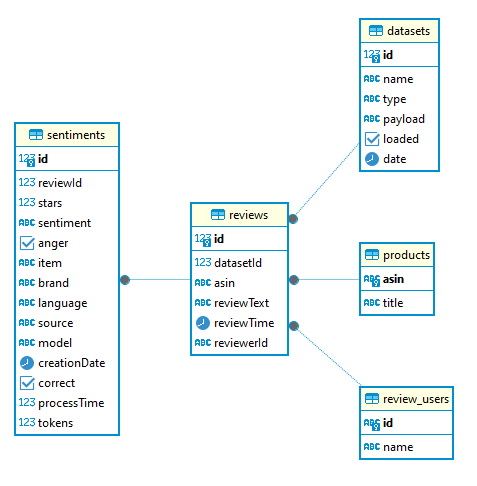 datasets
123 id
ABC name
ABC type
ABC payload
loaded
date
sentiments
123 id
123 reviewId
123 stars
ABC sentiment
anger
ABC item
ABC brand
ABC language
ABC source
ABC model
creationDate
correct
123 processTime
123 tokens
reviews
123 id
123 datasetId
ABC asin
ABC reviewText
reviewTime
ABC reviewerId
products
ABC asin
ABC title
review_users
ABC id
ABC name